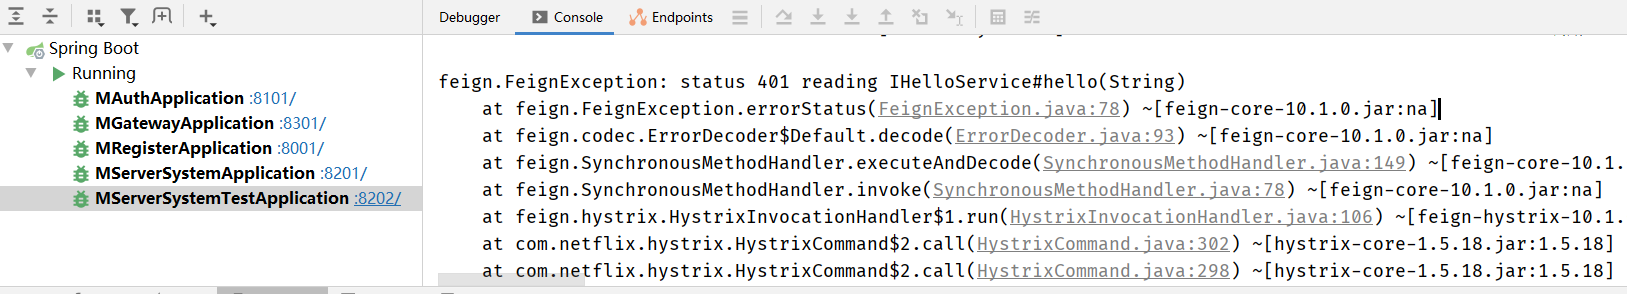 Debugger Console Endpoints
Spring Boot
Running
MAuthApplication :8101/
MGatewayApplication :8301/
MRegisterApplication :8001/
MServerSystemApplication :8201/
MServerSystemTestApplication :8202/
feign.FeignException: status 401 reading IHelloService#hello(String)
at feign.FeignException.errorStatus(FeignException.java:78) ~[feign-core-10.1.0.jar:na]
at feign.codec.ErrorDecoder$Default.decode(ErrorDecoder.java:93) ~[feign-core-10.1.0.jar:na]
at feign.SynchronousMethodHandler.executeAndDecode(SynchronousMethodHandler.java:149) ~[feign-core-10.1.
at feign.SynchronousMethodHandler.invoke(SynchronousMethodHandler.java:78) ~[feign-core-10.1.0.jar:na]
at feign.hystrix.HystrixInvocationHandler$1.run(HystrixInvocationHandler.java:106) ~[feign-hystrix-10.1.
at com.netflix.hystrix.HystrixCommand$2.call(HystrixCommand.java:302) ~[hystrix-core-1.5.18.jar:1.5.18]
at com.netflix.hystrix.HystrixCommand$2.call(HystrixCommand.java:298) ~[hystrix-core-1.5.18.jar:1.5.18]